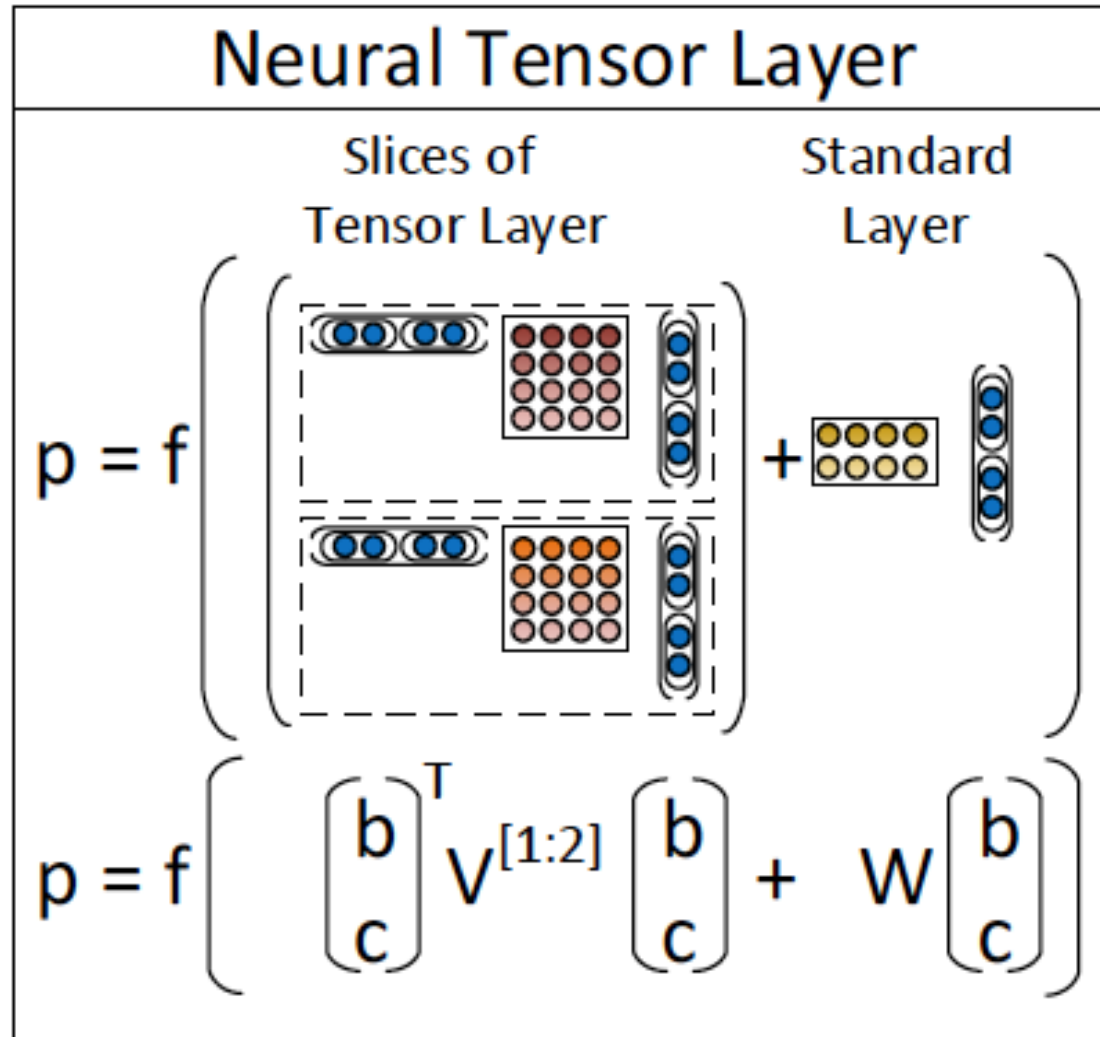 Neural Tensor Layer
Slices of Standard
Tensor Layer Layer
p = f +
T
b b b
p = f V[1:2] + W
c c c